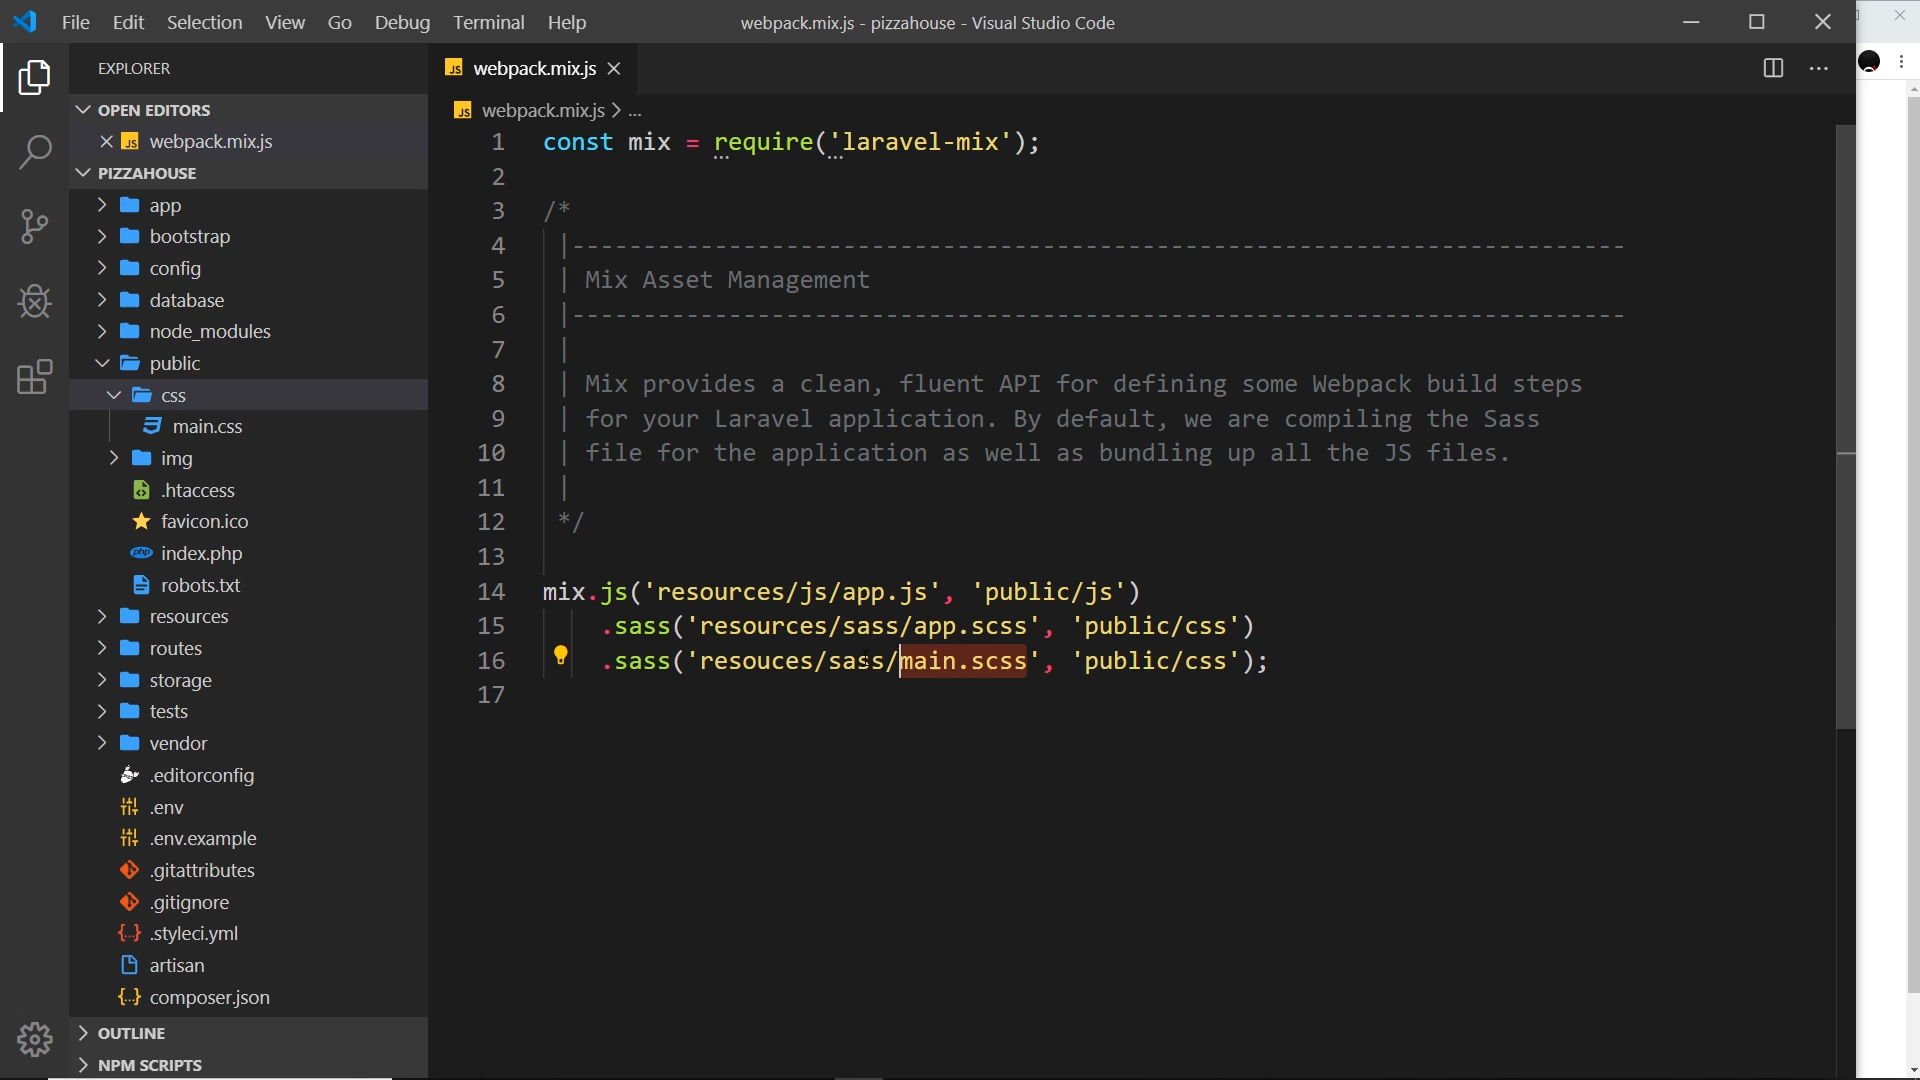 File Edit Selection View Go Debug Terminal Help
webpack.mix.js - pizzahouse - Visual Studio Code
EXPLORER
OPEN EDITORS
JS webpack.mix.js
PIZZAHOUSE
app
bootstrap
config
database
node_modules
public
css
main.css
img
.htaccess
favicon.ico
php index.php
robots.txt
resources
routes
storage
tests
vendor
.editorconfig
.env
.env.example
.gitattributes
.gitignore
{..} .styleci.yml
artisan
{..} composer.json
OUTLINE
NPM SCRIPTS
JS webpack.mix.js
JS webpack.mix.js > ...
1 const mix = require('laravel-mix');
2
3 /*
4 |--------------------------------------------------------------------------
5 | Mix Asset Management
6 |--------------------------------------------------------------------------
7 |
8 | Mix provides a clean, fluent API for defining some Webpack build steps
9 | for your Laravel application. By default, we are compiling the Sass
10 | file for the application as well as bundling up all the JS files.
11 |
12 */
13
14 mix.js('resources/js/app.js', 'public/js')
15 .sass('resources/sass/app.scss', 'public/css')
16 .sass('resouces/sass/main.scss', 'public/css');
17